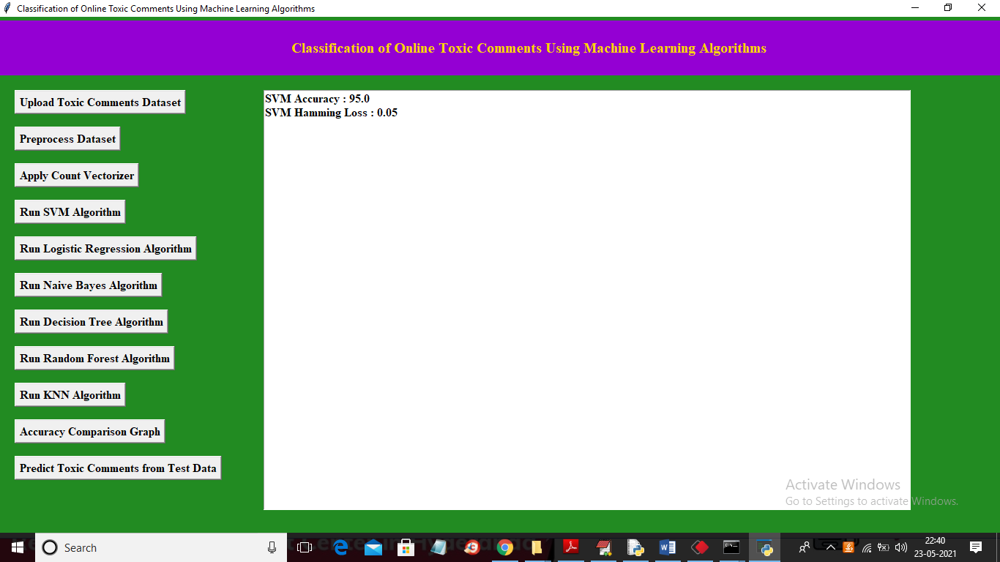 Classification of Online Toxic Comments Using Machine Learning Algorithms
Classification of Online Toxic Comments Using Machine Learning Algorithms
Upload Toxic Comments Dataset
Preprocess Dataset
Apply Count Vectorizer
Run SVM Algorithm
Run Logistic Regression Algorithm
Run Naive Bayes Algorithm
Run Decision Tree Algorithm
Run Random Forest Algorithm
Run KNN Algorithm
Accuracy Comparison Graph
Predict Toxic Comments from Test Data
SVM Accuracy : 95.0
SVM Hamming Loss : 0.05
Activate Windows
Go to Settings to activate Windows.
Search
22:40
23-05-2021